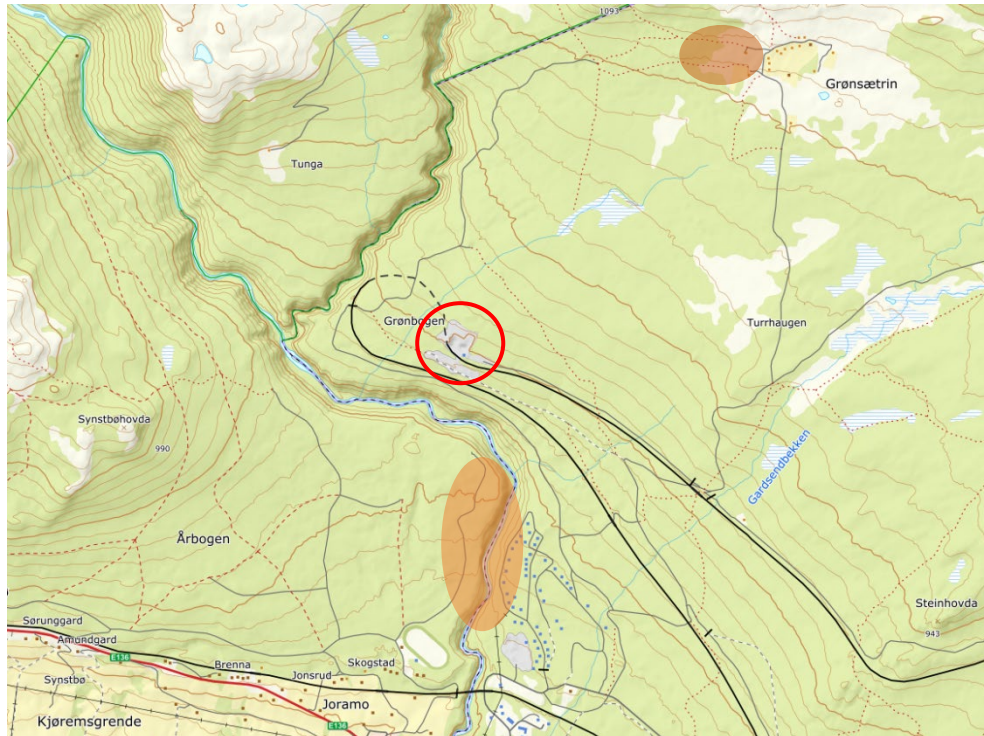 1093
Grønsætrin
Tunga
Grønbogen
Turrhaugen
Synstbøhovda
990
Gardsendbekken
Årbogen
Steinhovda
943
Sørunggard
Amundgard
E136
Brenna
Skogstad
Synstbø
Jonsrud
Joramo
Kjøremsgrende
E136